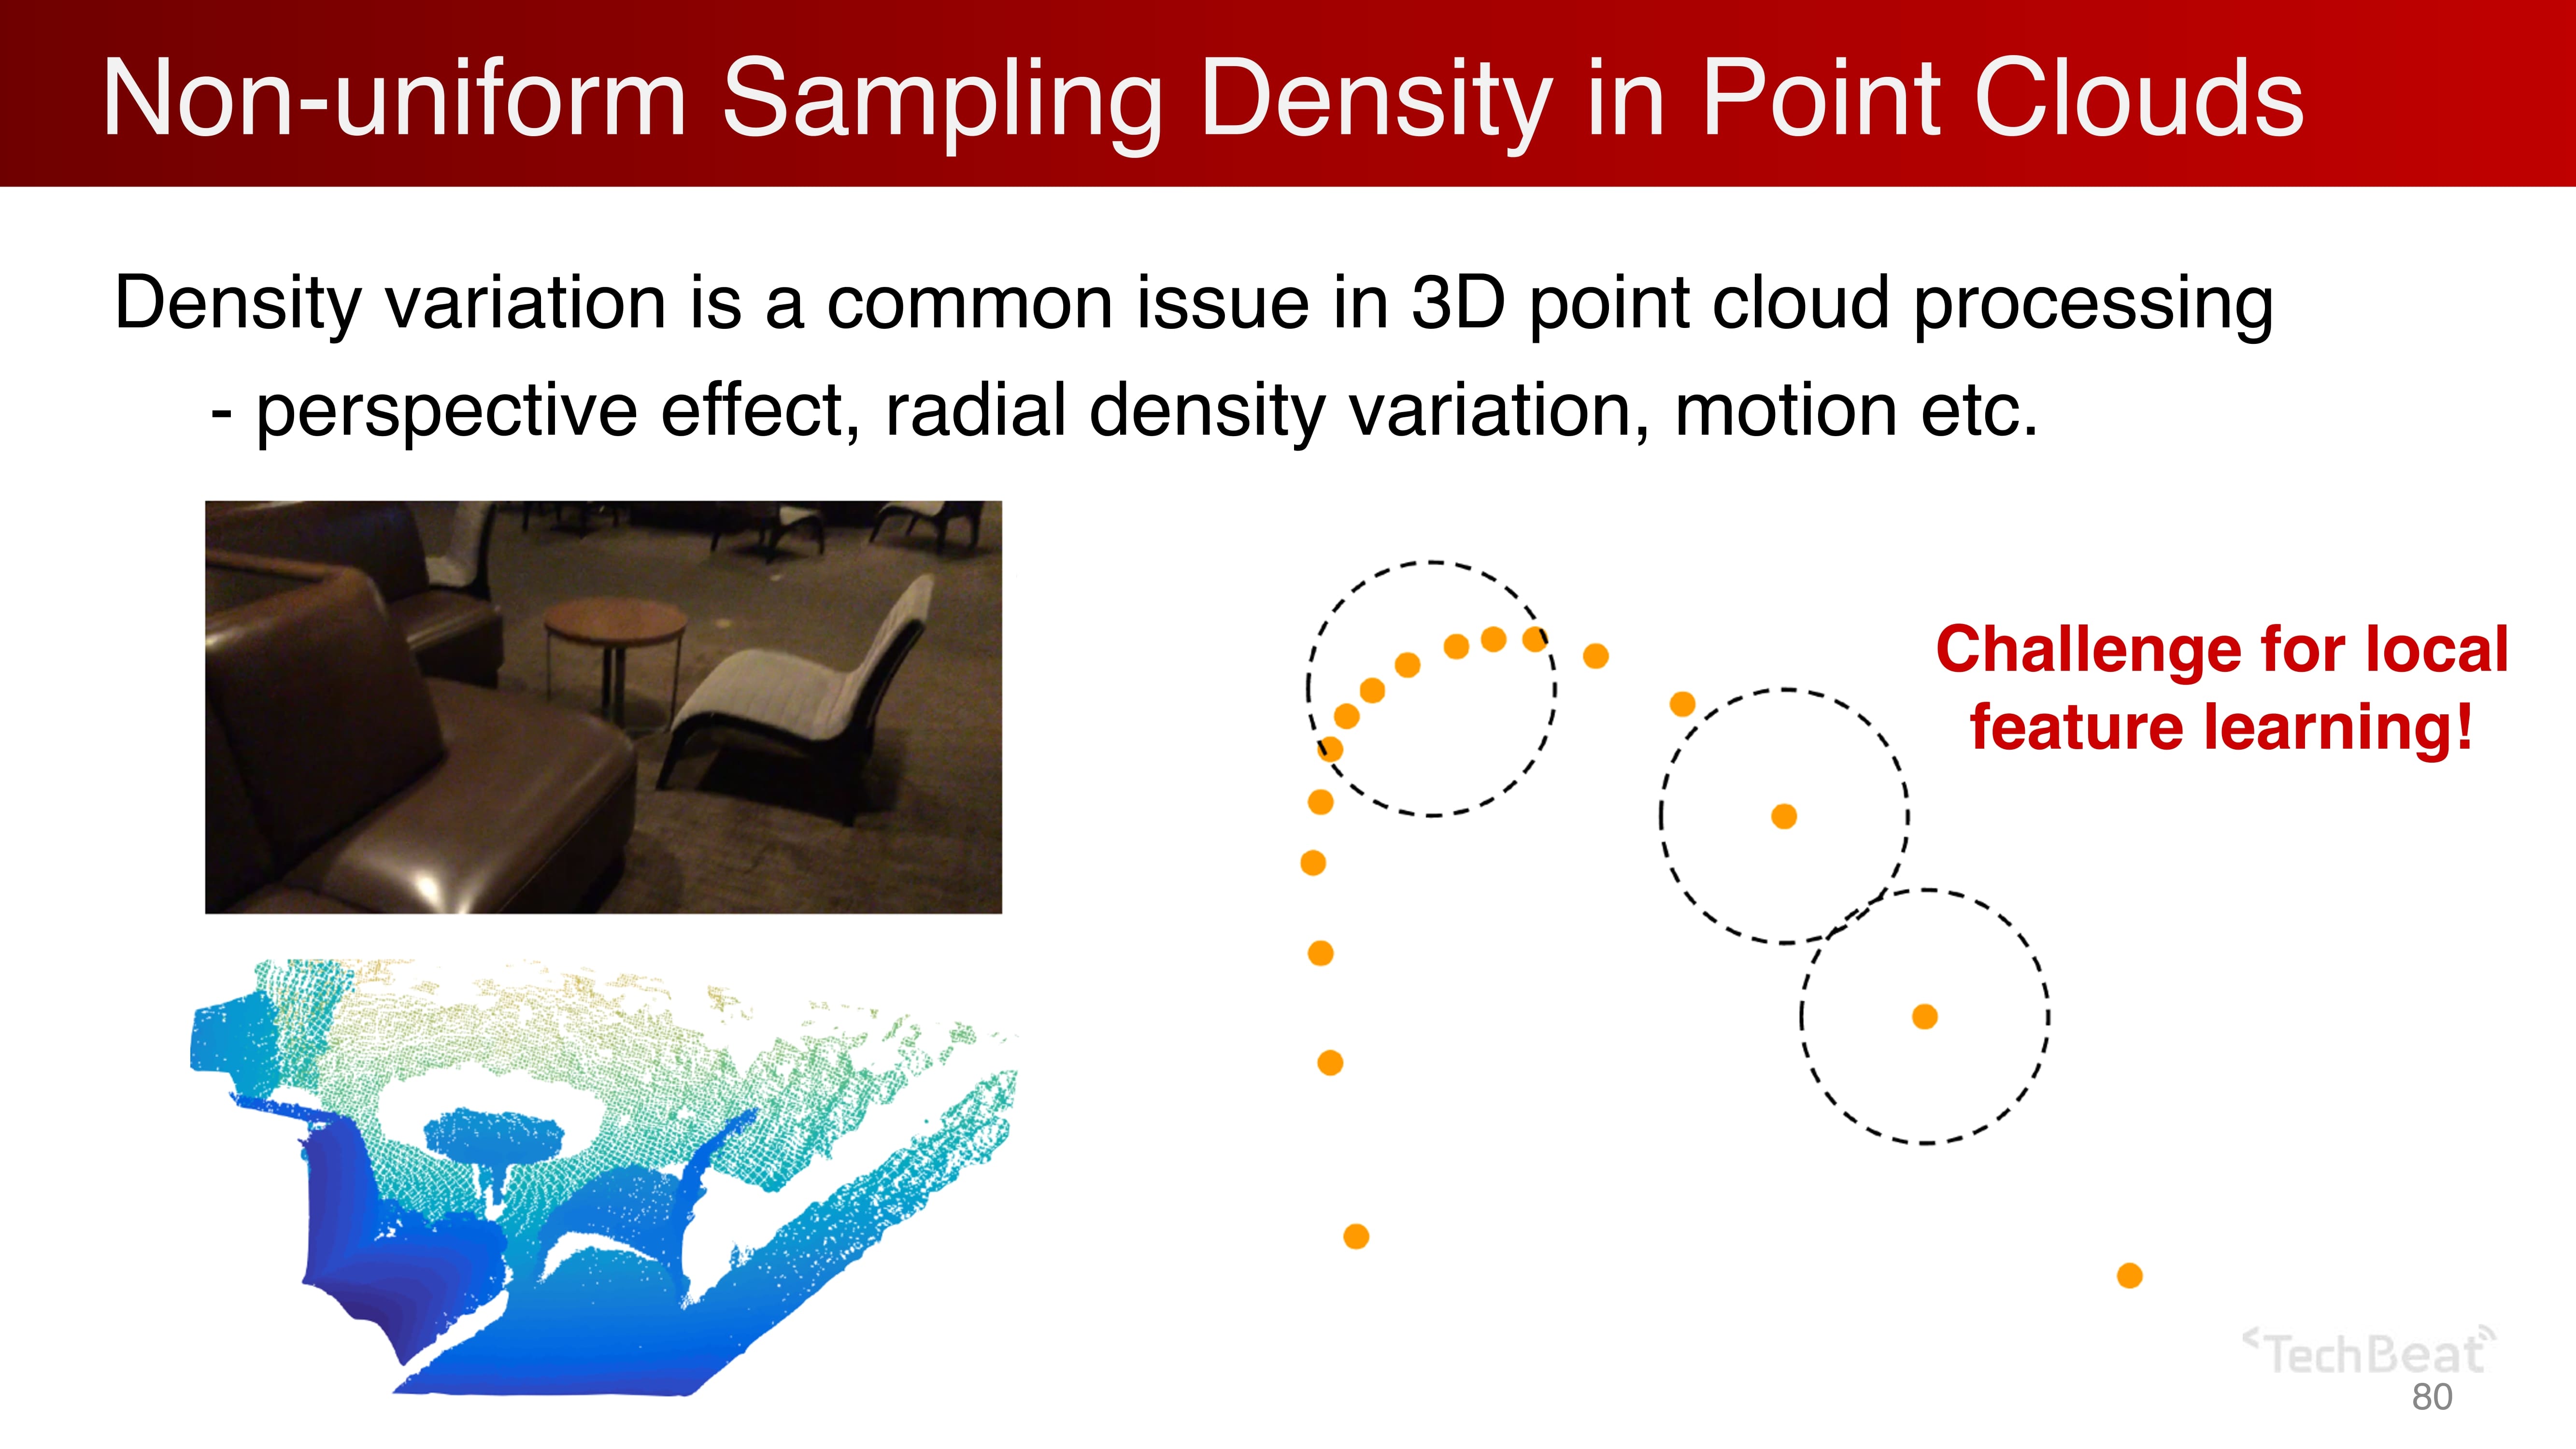 Non-uniform Sampling Density in Point Clouds
Density variation is a common issue in 3D point cloud processing
- perspective effect, radial density variation, motion etc.
Challenge for local
feature learning!
TechBeat
80